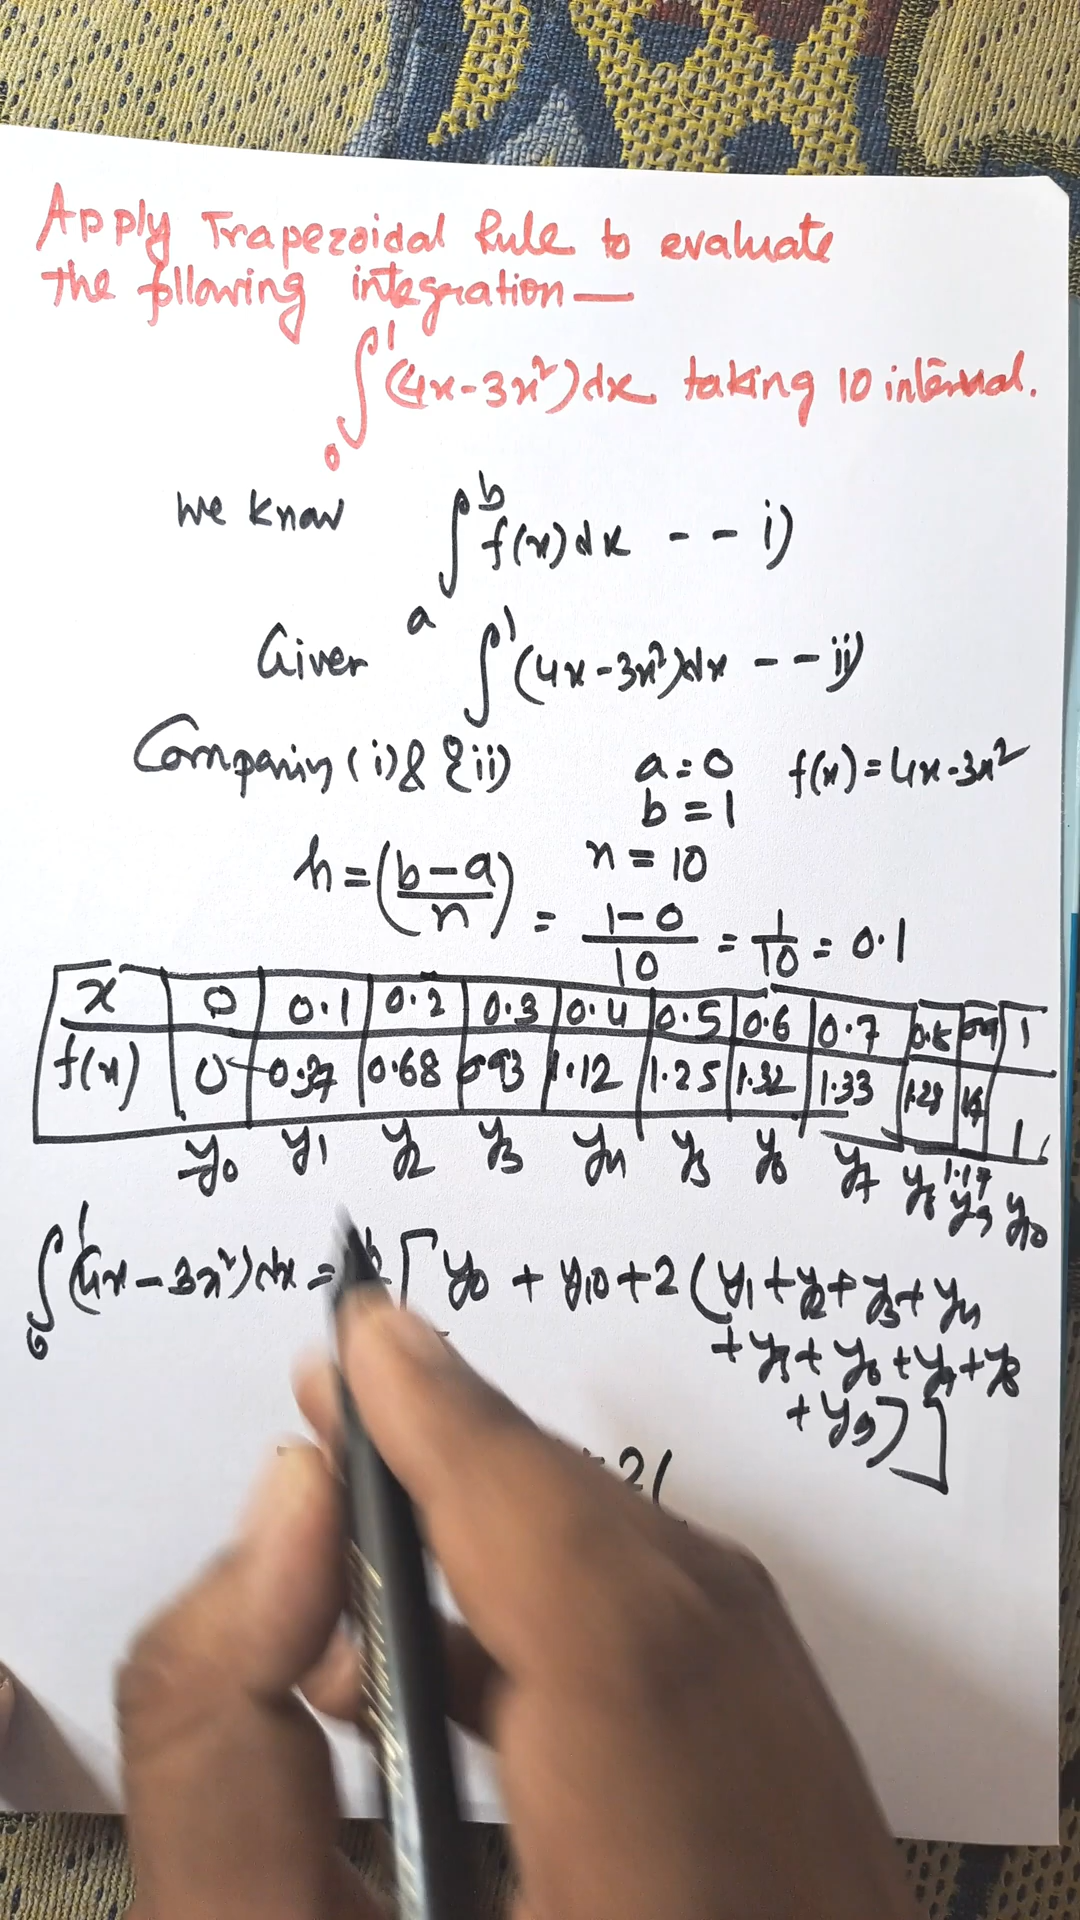 Apply Trapezoidal Rule to evaluate
the following integration —
∫₀¹ (4x-3x²)dx taking 10 interval.
We know ∫ₐᵇ f(x)dx -- i)
Given ∫¹ (4x-3x²)dx -- ii)
Comparing (i) & (ii) a=0 f(x)=4x-3x²
b=1
n=10
h=(b-a/n) = 1-0/10 = 1/10 = 0.1
x 0 0.1 0.2 0.3 0.4 0.5 0.6 0.7 0.8 0.9 1
f(x) 0 0.37 0.68 0.93 1.12 1.25 1.32 1.33 1.28 1
1.17
y0 y1 y2 y3 y4 y5 y6 y7 y8 y9 y10
∫₀¹ (4x-3x²)dx = [y0 + y10 + 2(y1+y2+y3+y4
+y5+y6+y7+y8
+y9)]
+2(